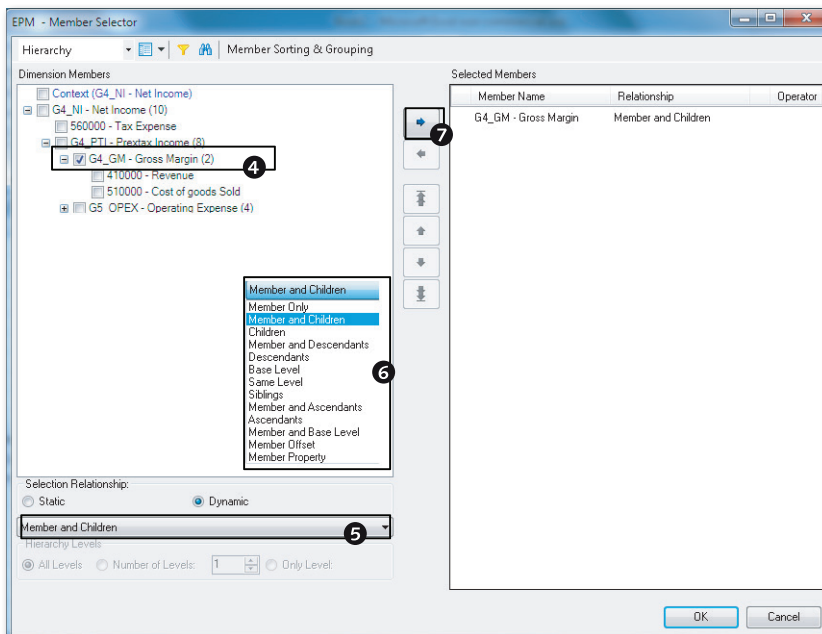 EPM - Member Selector
Hierarchy Member Sorting & Grouping
Dimension Members
Context (G4_NI - Net Income)
G4_NI - Net Income (10)
560000 - Tax Expense
G4_PTI - Pretax Income (8)
G4_GM - Gross Margin (2)
4
410000 - Revenue
510000 - Cost of goods Sold
G5_OPEX - Operating Expense (4)
Member and Children
Member Only
Member and Children
Children
Member and Descendants
Descendants
Base Level
6
Same Level
Siblings
Member and Ascendants
Ascendants
Member and Base Level
Member Offset
Member Property
Selection Relationship:
Static Dynamic
Member and Children
5
Hierarchy Levels
All Levels Number of Levels: 1 Only Level:
7
Selected Members
Member Name Relationship Operator
G4_GM - Gross Margin Member and Children
OK Cancel